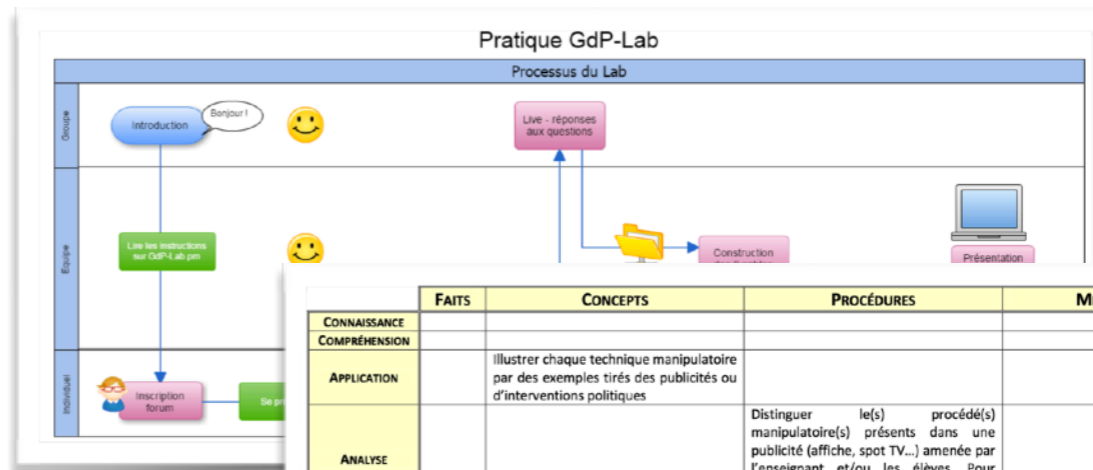 Pratique GdP-Lab
Processus du Lab
Groupe
Introduction
Bonjour !
Live - réponses
aux questions
Equipe
Lire les instructions
sur GdP-Lab.pm
Construction
Présentation
Individuel
Inscription
forum
FAITS
CONCEPTS
PROCÉDURES
CONNAISSANCE
COMPRÉHENSION
APPLICATION
Illustrer chaque technique manipulatoire
par des exemples tirés des publicités ou
d'interventions politiques
ANALYSE
Distinguer le(s) procédé(s)
manipulatoire(s) présents dans une
publicité (affiche, spot TV...) amenée par
l'enseignant et/ou les élèves. Pour